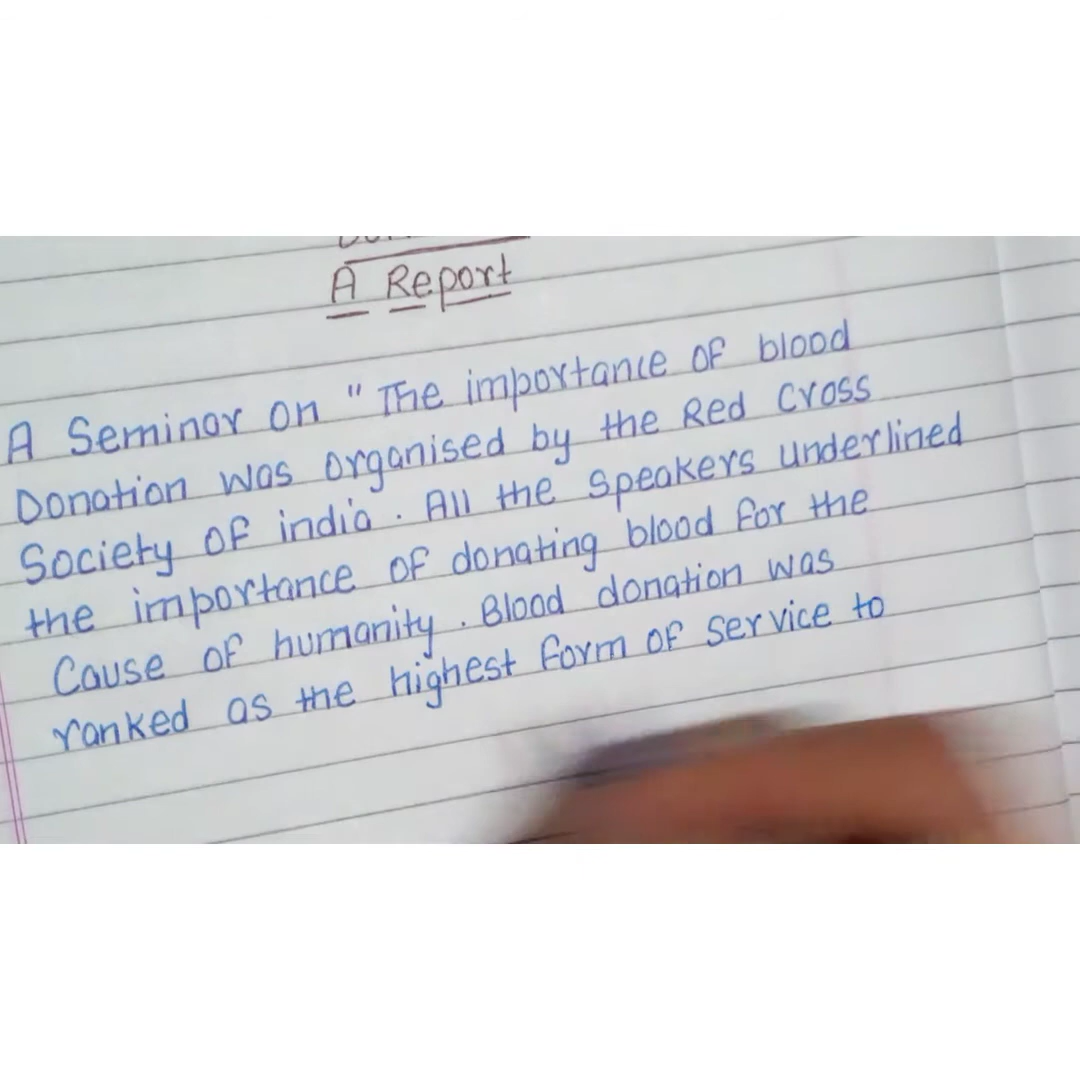 A Report
A Seminar on " The importance of blood
Donation was organised by the Red Cross
Society of india. All the Speakers underlined
the importance of donating blood for the
Cause of humanity. Blood donation was
ranked as the highest form of service to